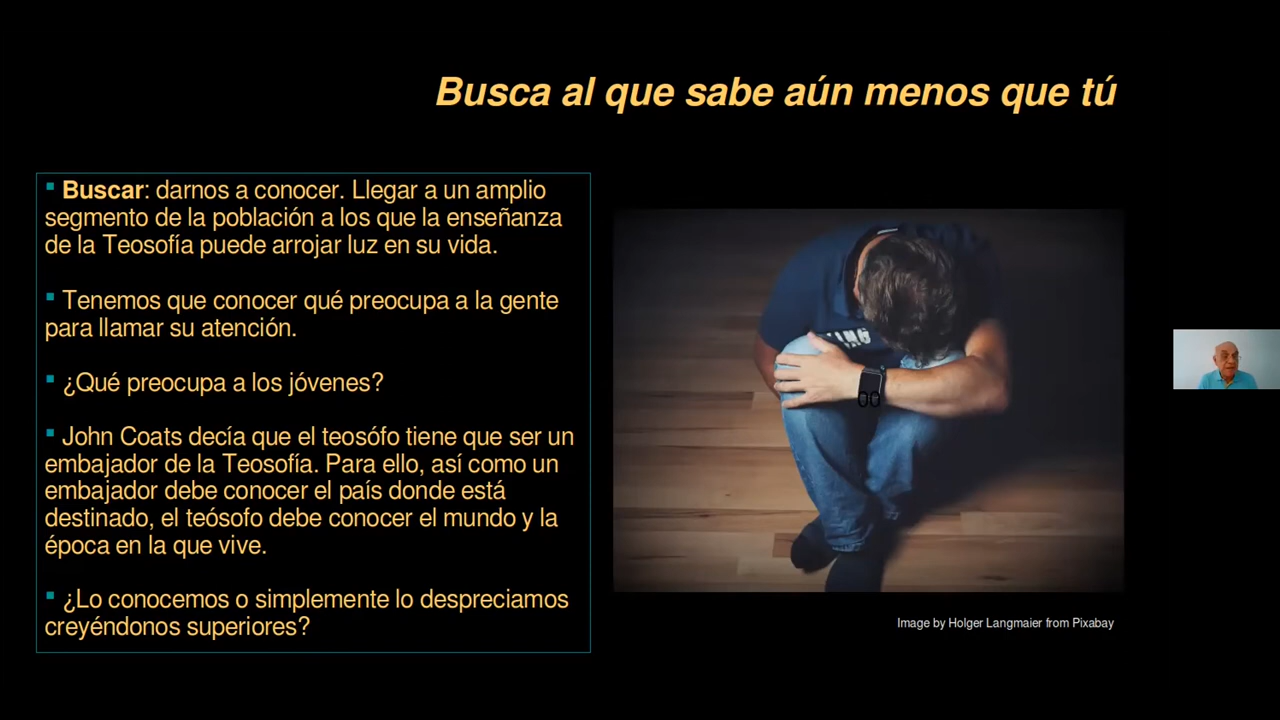 Busca al que sabe aún menos que tú
Buscar: darnos a conocer. Llegar a un amplio
segmento de la población a los que la enseñanza
de la Teosofía puede arrojar luz en su vida.
Tenemos que conocer qué preocupa a la gente
para llamar su atención.
¿Qué preocupa a los jóvenes?
John Coats decía que el teosófo tiene que ser un
embajador de la Teosofía. Para ello, así como un
embajador debe conocer el país donde está
destinado, el teósofo debe conocer el mundo y la
época en la que vive.
¿Lo conocemos o simplemente lo despreciamos
creyéndonos superiores?
Image by Holger Langmaier from Pixabay